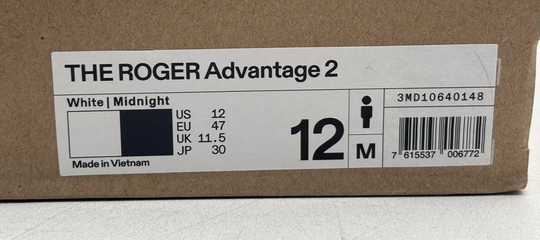 THE ROGER Advantage 2
White | Midnight
US 12
EU 47
UK 11.5
JP 30
12
M
3MD10640148
7 615537 006772
Made in Vietnam